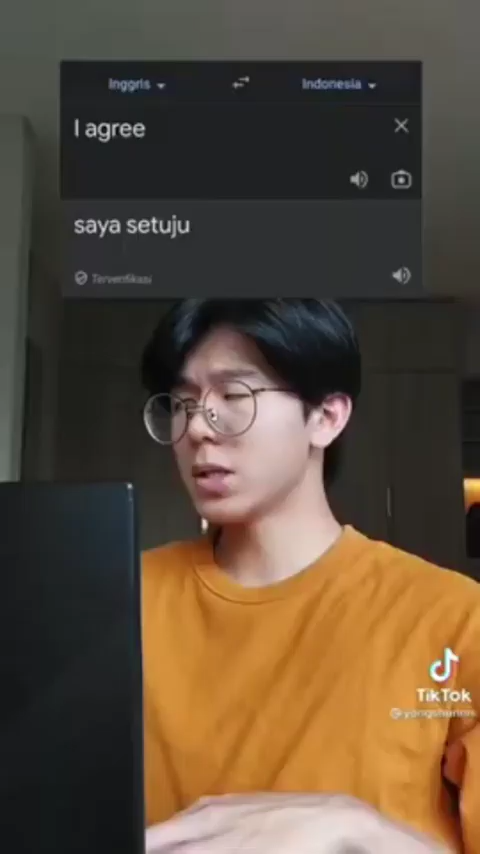 Inggris
Indonesia
I agree
saya setuju
Terverifikasi
TikTok